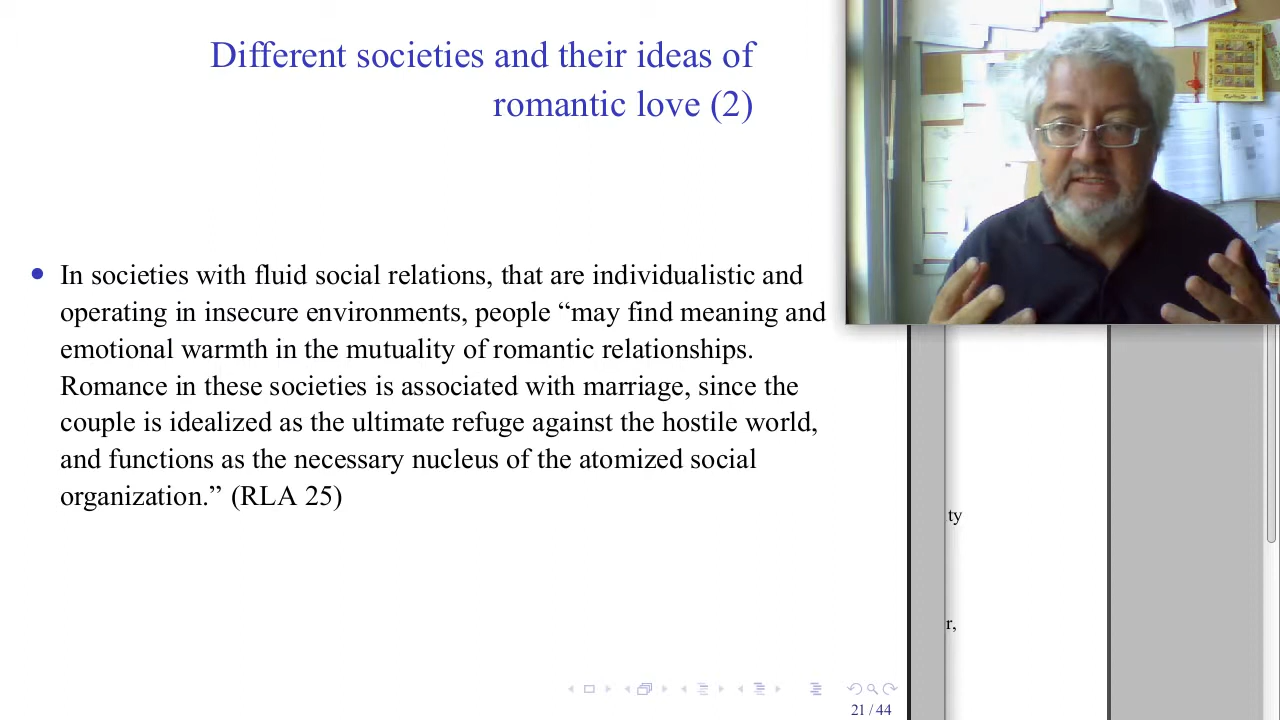 Different societies and their ideas of
romantic love (2)
• In societies with fluid social relations, that are individualistic and
operating in insecure environments, people “may find meaning and
emotional warmth in the mutuality of romantic relationships.
Romance in these societies is associated with marriage, since the
couple is idealized as the ultimate refuge against the hostile world,
and functions as the necessary nucleus of the atomized social
organization.” (RLA 25)
ty
r,
21 / 44